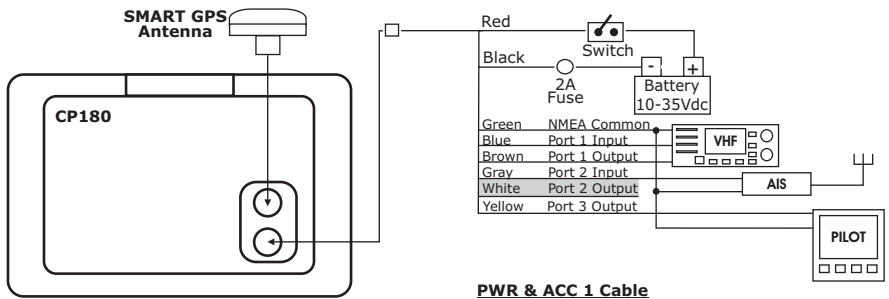 SMART GPS
Antenna
CP180
Red
Switch
Black
2A
Fuse
- +
Battery
10-35Vdc
Green NMEA Common
Blue Port 1 Input
Brown Port 1 Output
Gray Port 2 Input
White Port 2 Output
Yellow Port 3 Output
VHF
AIS
PILOT
PWR & ACC 1 Cable